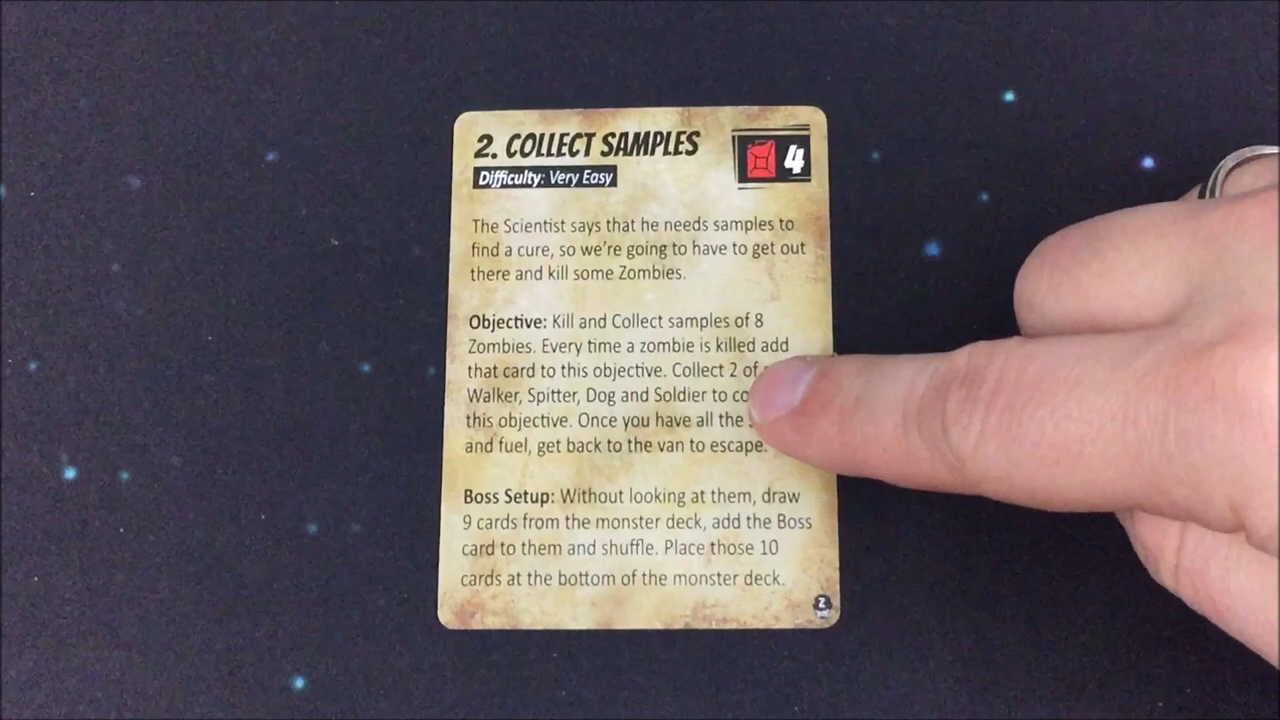 2. COLLECT SAMPLES
4
Difficulty: Very Easy
The Scientist says that he needs samples to
find a cure, so we're going to have to get out
there and kill some Zombies.
Objective: Kill and Collect samples of 8
Zombies. Every time a zombie is killed add
that card to this objective. Collect 2 of
Walker, Spitter, Dog and Soldier to
this objective. Once you have all the
and fuel, get back to the van to escape.
Boss Setup: Without looking at them, draw
9 cards from the monster deck, add the Boss
card to them and shuffle. Place those 10
cards at the bottom of the monster deck.
Z